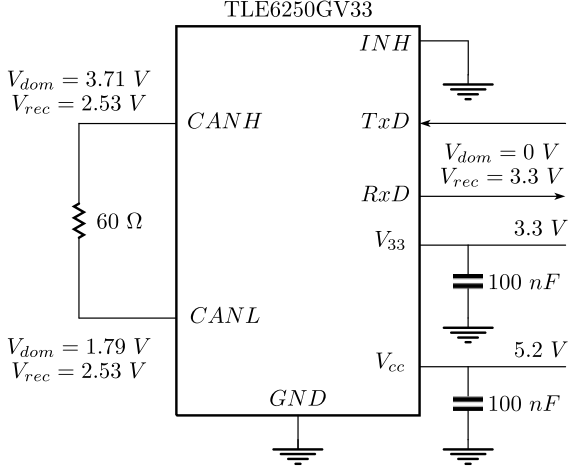 TLE6250GV33
INH
V_dom = 3.71 V
V_rec = 2.53 V
CANH
TxD
V_dom = 0 V
V_rec = 3.3 V
RxD
60 Ω
3.3 V
V_33
100 nF
CANL
V_dom = 1.79 V
V_rec = 2.53 V
5.2 V
V_cc
GND
100 nF